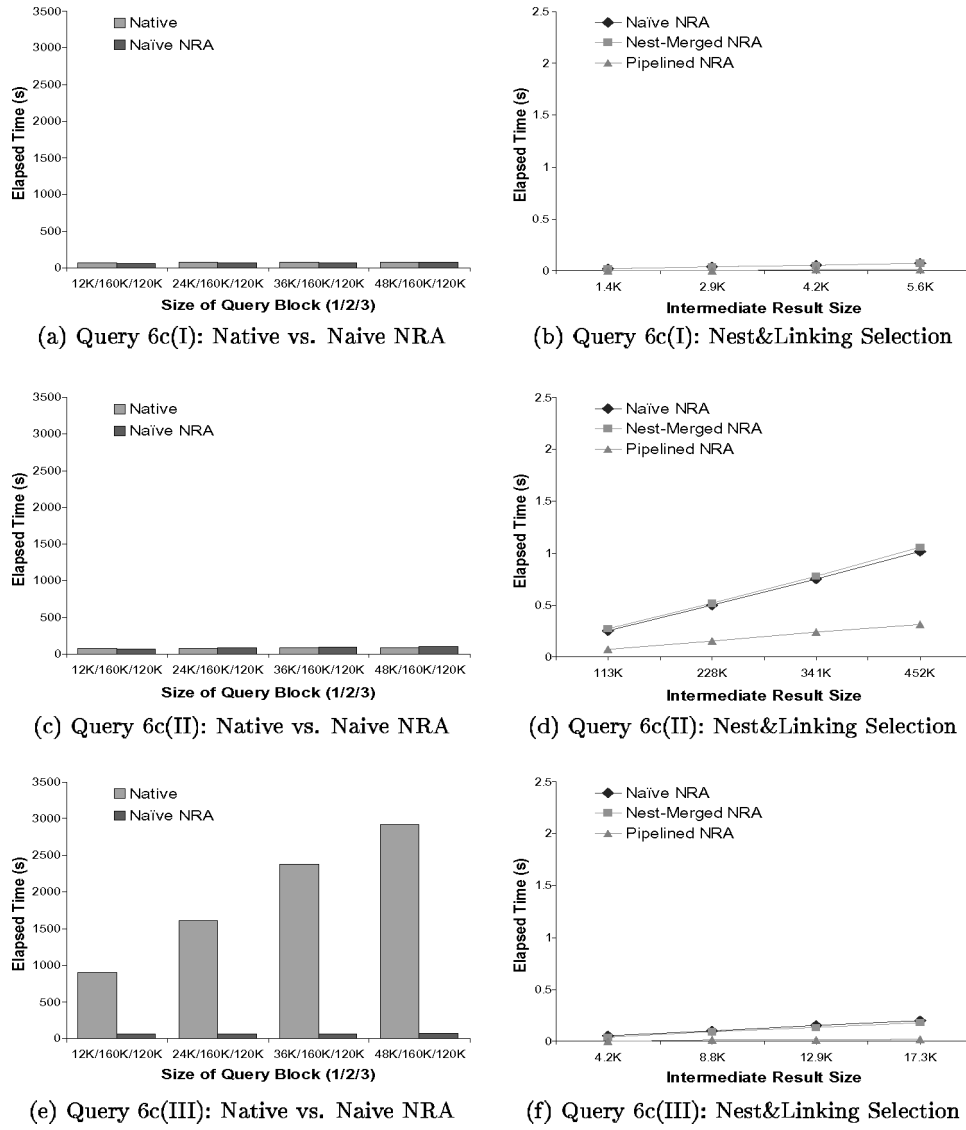 3500
3000
2500
2000
1500
1000
500
0
Elapsed Time (s)
Native
Naïve NRA
12K/160K/120K 24K/160K/120K 36K/160K/120K 48K/160K/120K
Size of Query Block (1/2/3)
(a) Query 6c(I): Native vs. Naive NRA
2.5
2
1.5
1
0.5
0
Elapsed Time (s)
Naïve NRA
Nest-Merged NRA
Pipelined NRA
1.4K 2.9K 4.2K 5.6K
Intermediate Result Size
(b) Query 6c(I): Nest&Linking Selection
3500
3000
2500
2000
1500
1000
500
0
Elapsed Time (s)
Native
Naïve NRA
12K/160K/120K 24K/160K/120K 36K/160K/120K 48K/160K/120K
Size of Query Block (1/2/3)
(c) Query 6c(II): Native vs. Naive NRA
2.5
2
1.5
1
0.5
0
Elapsed Time (s)
Naïve NRA
Nest-Merged NRA
Pipelined NRA
113K 228K 341K 452K
Intermediate Result Size
(d) Query 6c(II): Nest&Linking Selection
3500
3000
2500
2000
1500
1000
500
0
Elapsed Time (s)
Native
Naïve NRA
12K/160K/120K 24K/160K/120K 36K/160K/120K 48K/160K/120K
Size of Query Block (1/2/3)
(e) Query 6c(III): Native vs. Naive NRA
2.5
2
1.5
1
0.5
0
Elapsed Time (s)
Naïve NRA
Nest-Merged NRA
Pipelined NRA
4.2K 8.8K 12.9K 17.3K
Intermediate Result Size
(f) Query 6c(III): Nest&Linking Selection